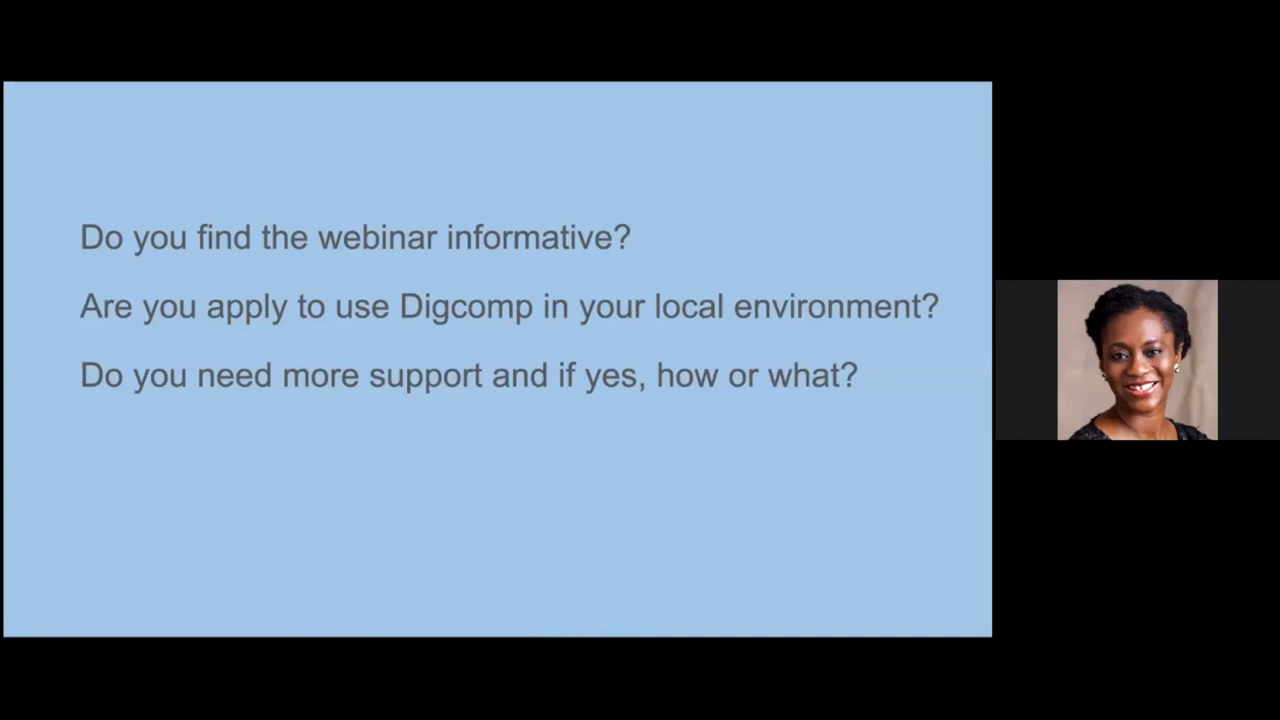 Do you find the webinar informative?
Are you apply to use Digcomp in your local environment?
Do you need more support and if yes, how or what?